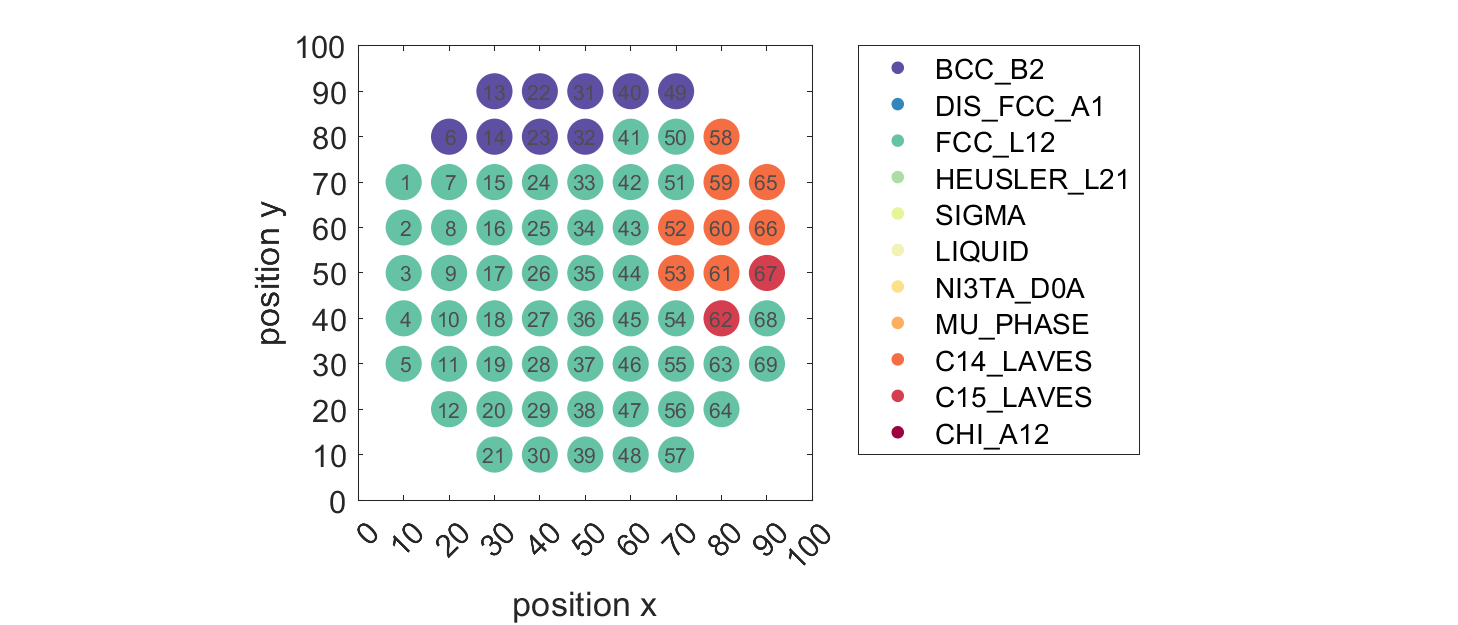 100
90
80
70
60
50
40
30
20
10
0
position y
13 22 31 40 49
6 14 23 32 41 50 58
1 7 15 24 33 42 51 59 65
2 8 16 25 34 43 52 60 66
3 9 17 26 35 44 53 61 67
4 10 18 27 36 45 54 62 68
5 11 19 28 37 46 55 63 69
12 20 29 38 47 56 64
21 30 39 48 57
0 10 20 30 40 50 60 70 80 90 100
position x
BCC_B2
DIS_FCC_A1
FCC_L12
HEUSLER_L21
SIGMA
LIQUID
NI3TA_D0A
MU_PHASE
C14_LAVES
C15_LAVES
CHI_A12